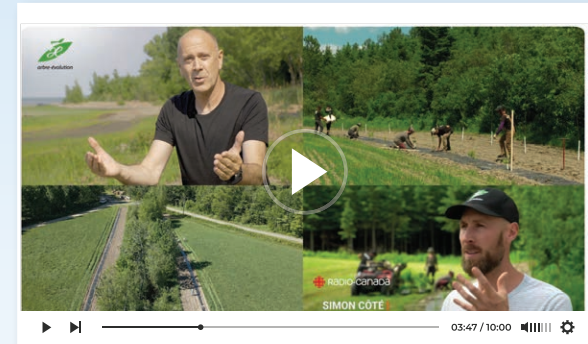 arbre-évolution
RADIO-CANADA
SIMON CÔTÉ
03:47 / 10:00